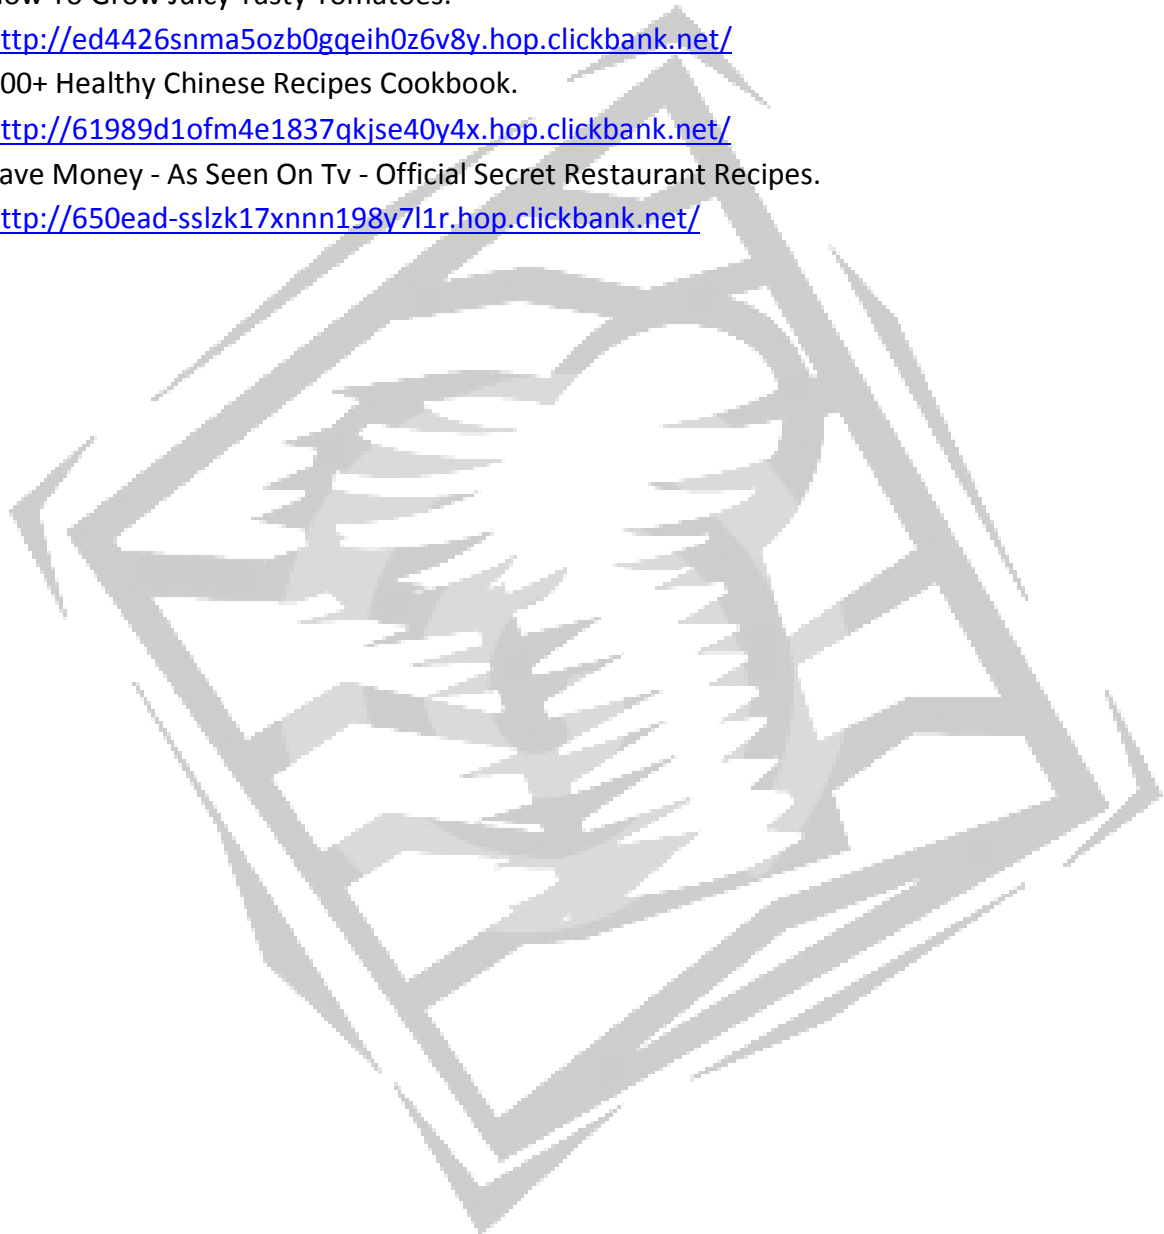 ow To Grow Juicy Tasty Tomatoes.
ttp://ed4426snma5ozb0gqeih0z6v8y.hop.clickbank.net/
00+ Healthy Chinese Recipes Cookbook.
ttp://61989d1ofm4e1837qkjse40y4x.hop.clickbank.net/
ave Money - As Seen On Tv - Official Secret Restaurant Recipes.
ttp://650ead-sslzk17xnnn198y7l1r.hop.clickbank.net/